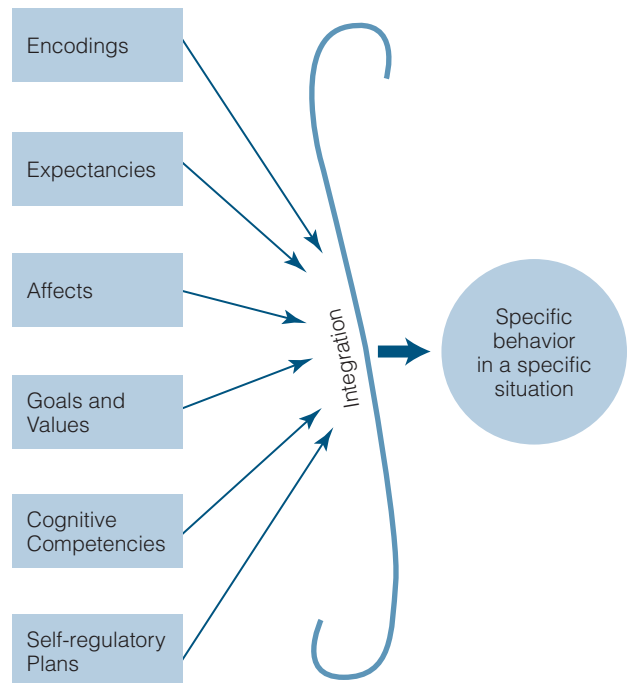 Encodings
Expectancies
Affects
Goals and
Values
Cognitive
Competencies
Self-regulatory
Plans
Integration
Specific
behavior
in a specific
situation